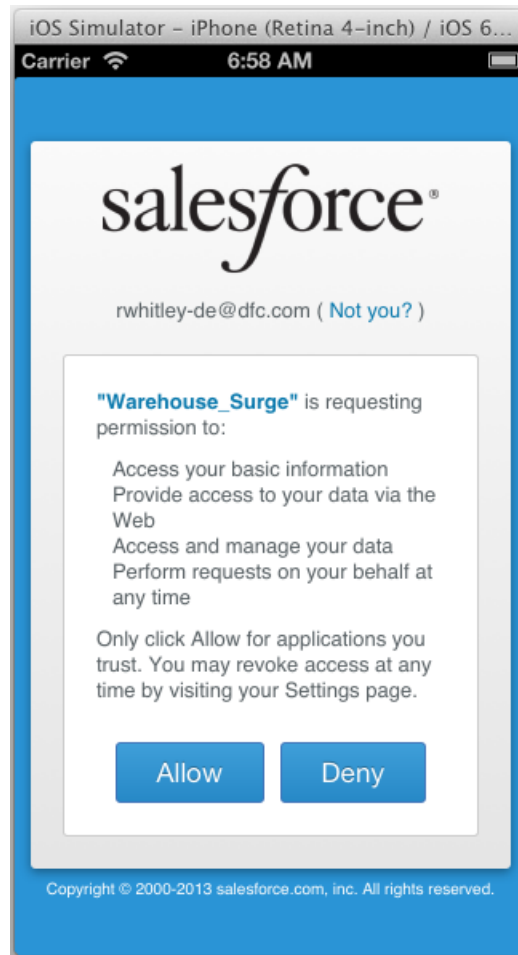 iOS Simulator – iPhone (Retina 4-inch) / iOS 6...
Carrier 6:58 AM
salesforce®
rwhitley-de@dfc.com ( Not you? )
"Warehouse_Surge" is requesting
permission to:
Access your basic information
Provide access to your data via the
Web
Access and manage your data
Perform requests on your behalf at
any time
Only click Allow for applications you
trust. You may revoke access at any
time by visiting your Settings page.
Allow Deny
Copyright © 2000-2013 salesforce.com, inc. All rights reserved.